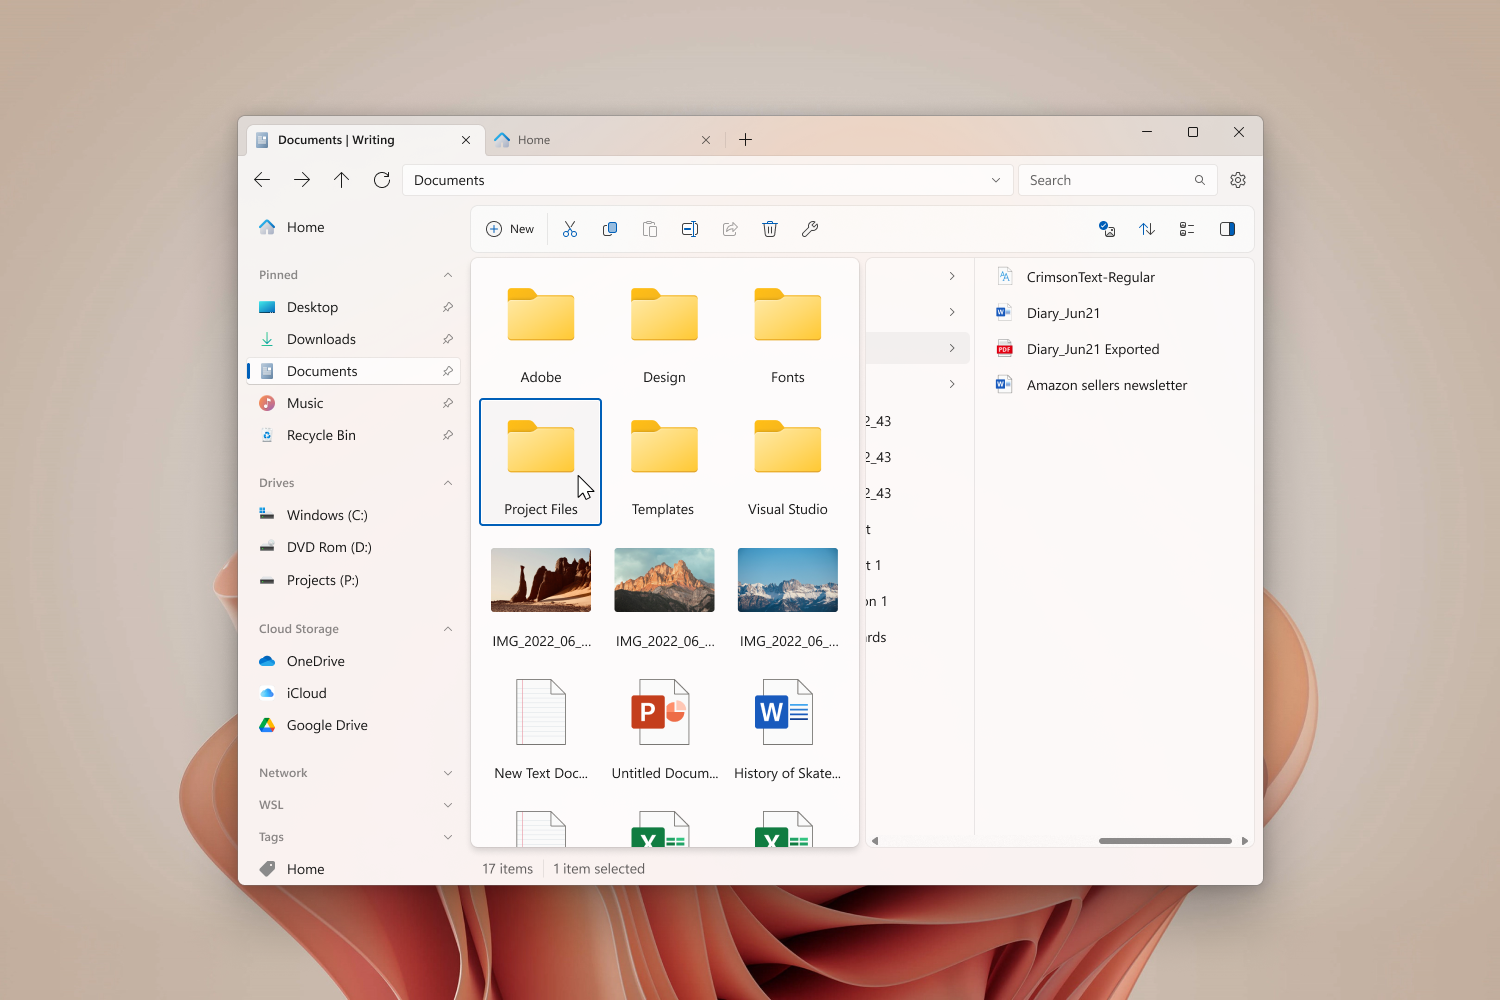 Documents | Writing
Home
Documents
Search
Home
Pinned
Desktop
Downloads
Documents
Music
Recycle Bin
Drives
Windows (C:)
DVD Rom (D:)
Projects (P:)
Cloud Storage
OneDrive
iCloud
Google Drive
Network
WSL
Tags
Home
New
Adobe
Design
Fonts
Project Files
Templates
Visual Studio
IMG_2022_06_...
IMG_2022_06_...
IMG_2022_06_...
New Text Doc...
Untitled Docum...
History of Skate...
P
W
X
X
2_43
2_43
2_43
t
t 1
on 1
rds
CrimsonText-Regular
Diary_Jun21
Diary_Jun21 Exported
PDF
Amazon sellers newsletter
17 items
1 item selected